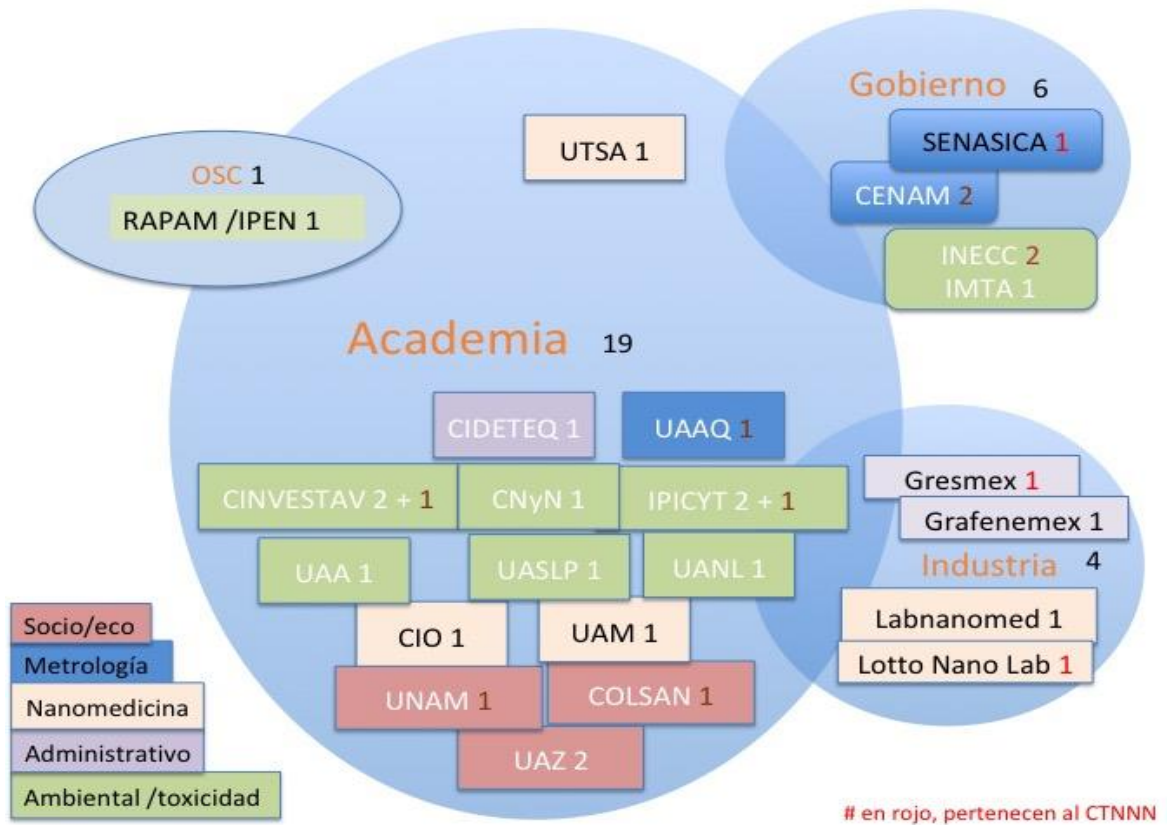 Gobierno 6
SENASICA 1
CENAM 2
INECC 2
IMTA 1
UTSA 1
OSC 1
RAPAM /IPEN 1
Academia 19
CIDETEQ 1
UAAQ 1
CINVESTAV 2 + 1
CNyN 1
IPICYT 2 + 1
UAA 1
UASLP 1
UANL 1
CIO 1
UAM 1
UNAM 1
COLSAN 1
UAZ 2
Gresmex 1
Grafenemex 1
Industria 4
Labnanomed 1
Lotto Nano Lab 1
Socio/eco
Metrología
Nanomedicina
Administrativo
Ambiental /toxicidad
# en rojo, pertenecen al CTNNN